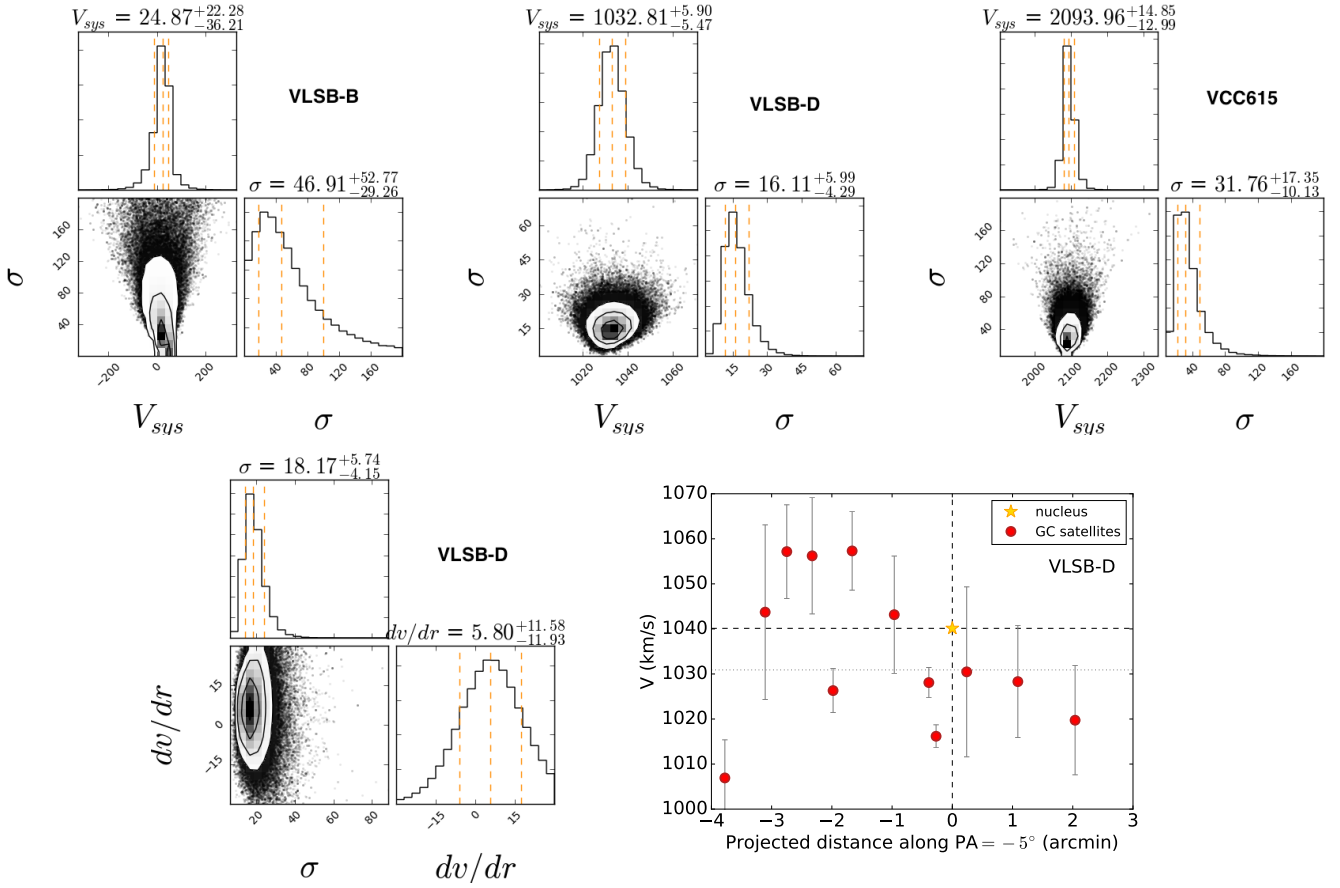 V_sys = 24.87 +22.28 −36.21
VLSB-B
σ = 46.91 +52.77 −29.26
σ
160
120
80
40
−200
0
200
V_sys
40
80
120
160
σ
V_sys = 1032.81 +5.90 −5.47
VLSB-D
σ = 16.11 +5.99 −4.29
σ
60
45
30
15
1020
1040
1060
V_sys
15
30
45
60
σ
V_sys = 2093.96 +14.85 −12.99
VCC615
σ = 31.76 +17.35 −10.13
σ
160
120
80
40
2000
2100
2200
2300
V_sys
40
80
120
160
σ
σ = 18.17 +5.74 −4.15
VLSB-D
dv/dr = 5.80 +11.58 −11.93
dv/dr
15
0
−15
20
40
60
80
σ
−15
0
15
dv/dr
V (km/s)
1070
1060
1050
1040
1030
1020
1010
1000
nucleus
GC satellites
VLSB-D
−4 −3 −2 −1 0 1 2 3
Projected distance along PA = −5° (arcmin)